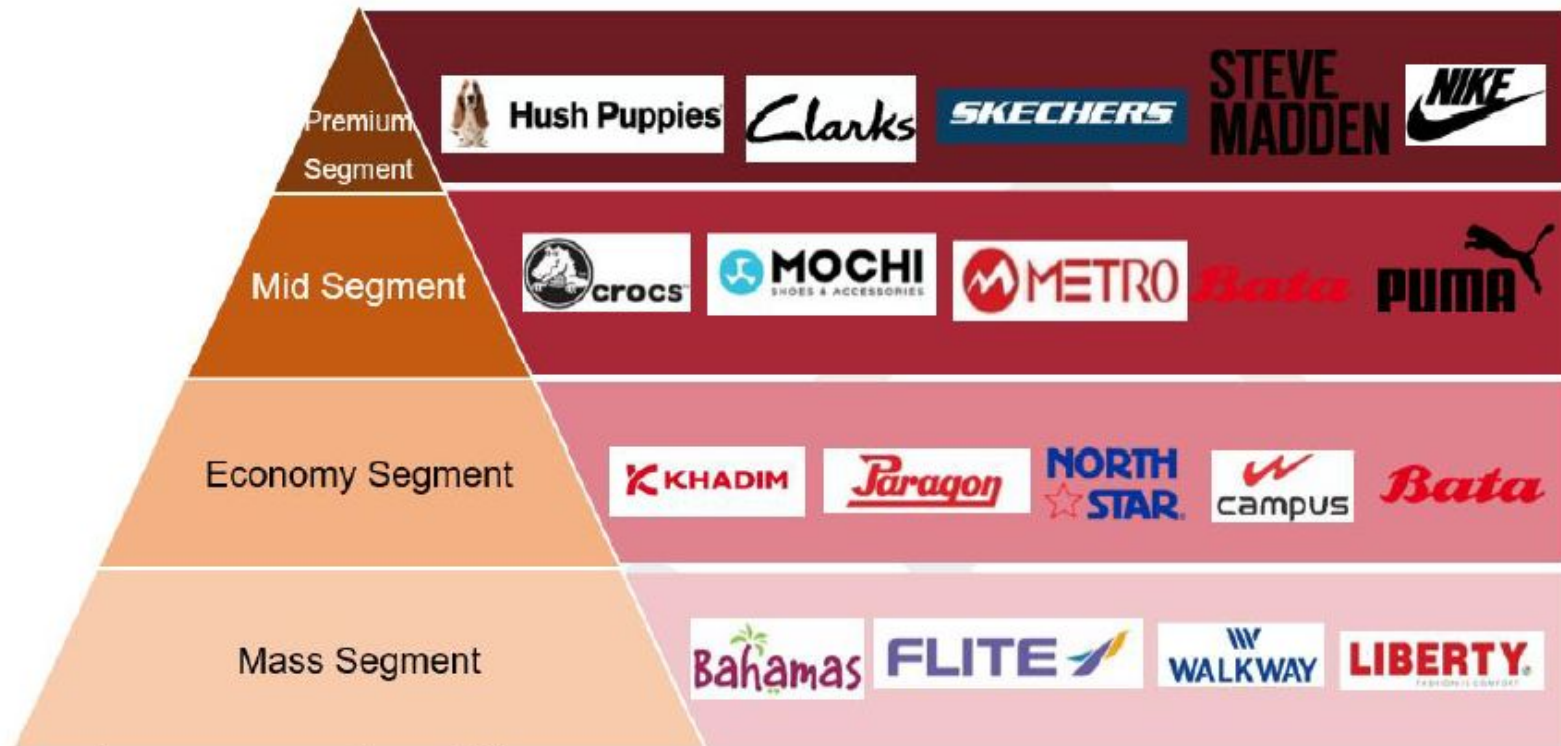 Premium
Segment
Hush Puppies
Clarks
SKECHERS
STEVE
MADDEN
NIKE
Mid Segment
crocs™
MOCHI
SHOES & ACCESSORIES
METRO
Bata
PUMA
Economy Segment
KHADIM
Paragon
NORTH
STAR®
campus
Bata
Mass Segment
Bahamas
FLITE
WALKWAY
LIBERTY®